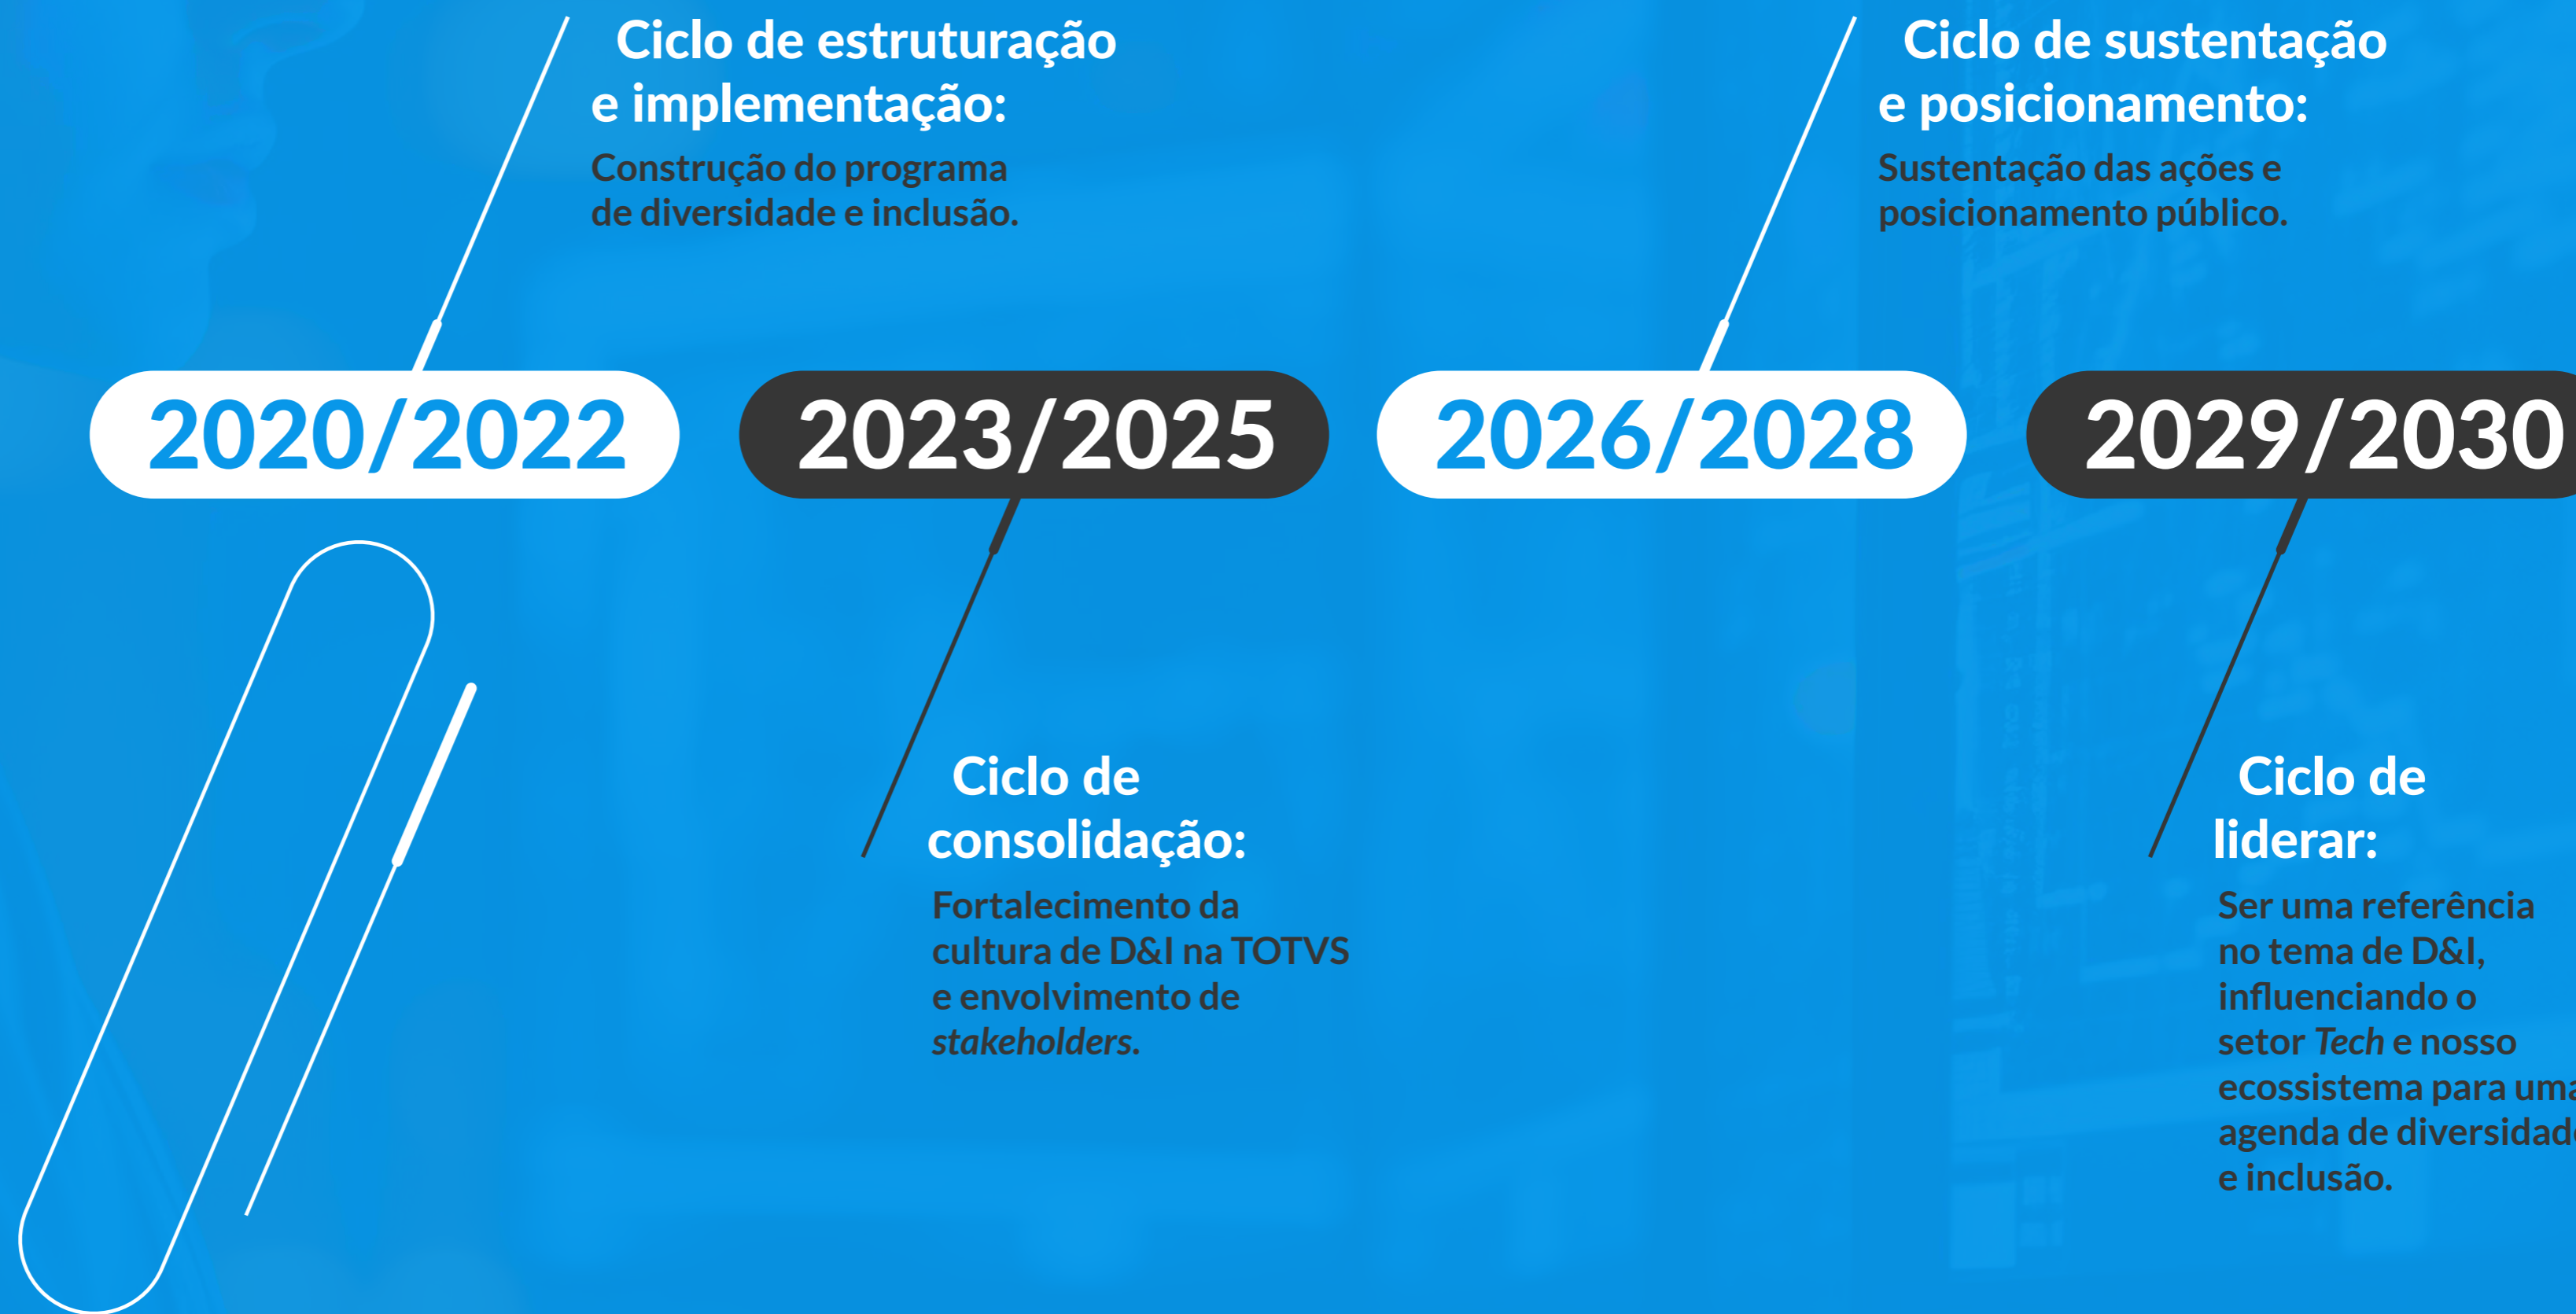 Ciclo de estruturação
e implementação:
Construção do programa
de diversidade e inclusão.
Ciclo de sustentação
e posicionamento:
Sustentação das ações e
posicionamento público.
2020/2022
2023/2025
2026/2028
2029/2030
Ciclo de
consolidação:
Fortalecimento da
cultura de D&I na TOTVS
e envolvimento de
stakeholders.
Ciclo de
liderar:
Ser uma referência
no tema de D&I,
influenciando o
setor Tech e nosso
ecossistema para uma
agenda de diversidade
e inclusão.